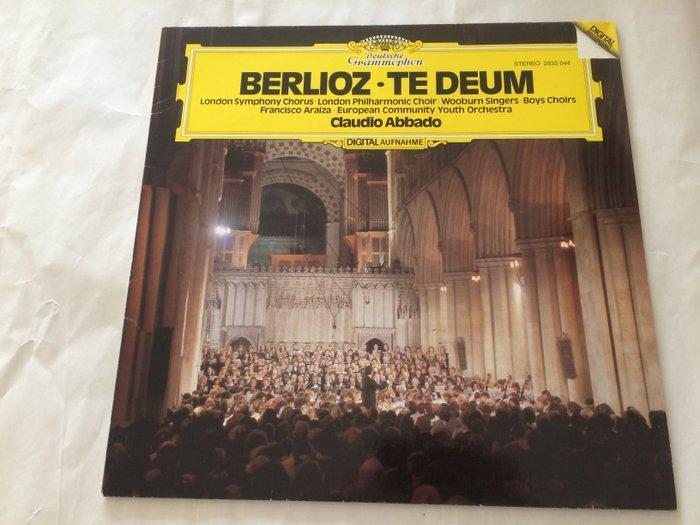 DIGITAL
Deutsche
Grammophon
STEREO 2532 044
BERLIOZ · TE DEUM
London Symphony Chorus · London Philharmonic Choir · Wooburn Singers · Boys Choirs
Francisco Araiza · European Community Youth Orchestra
Claudio Abbado
DIGITAL AUFNAHME